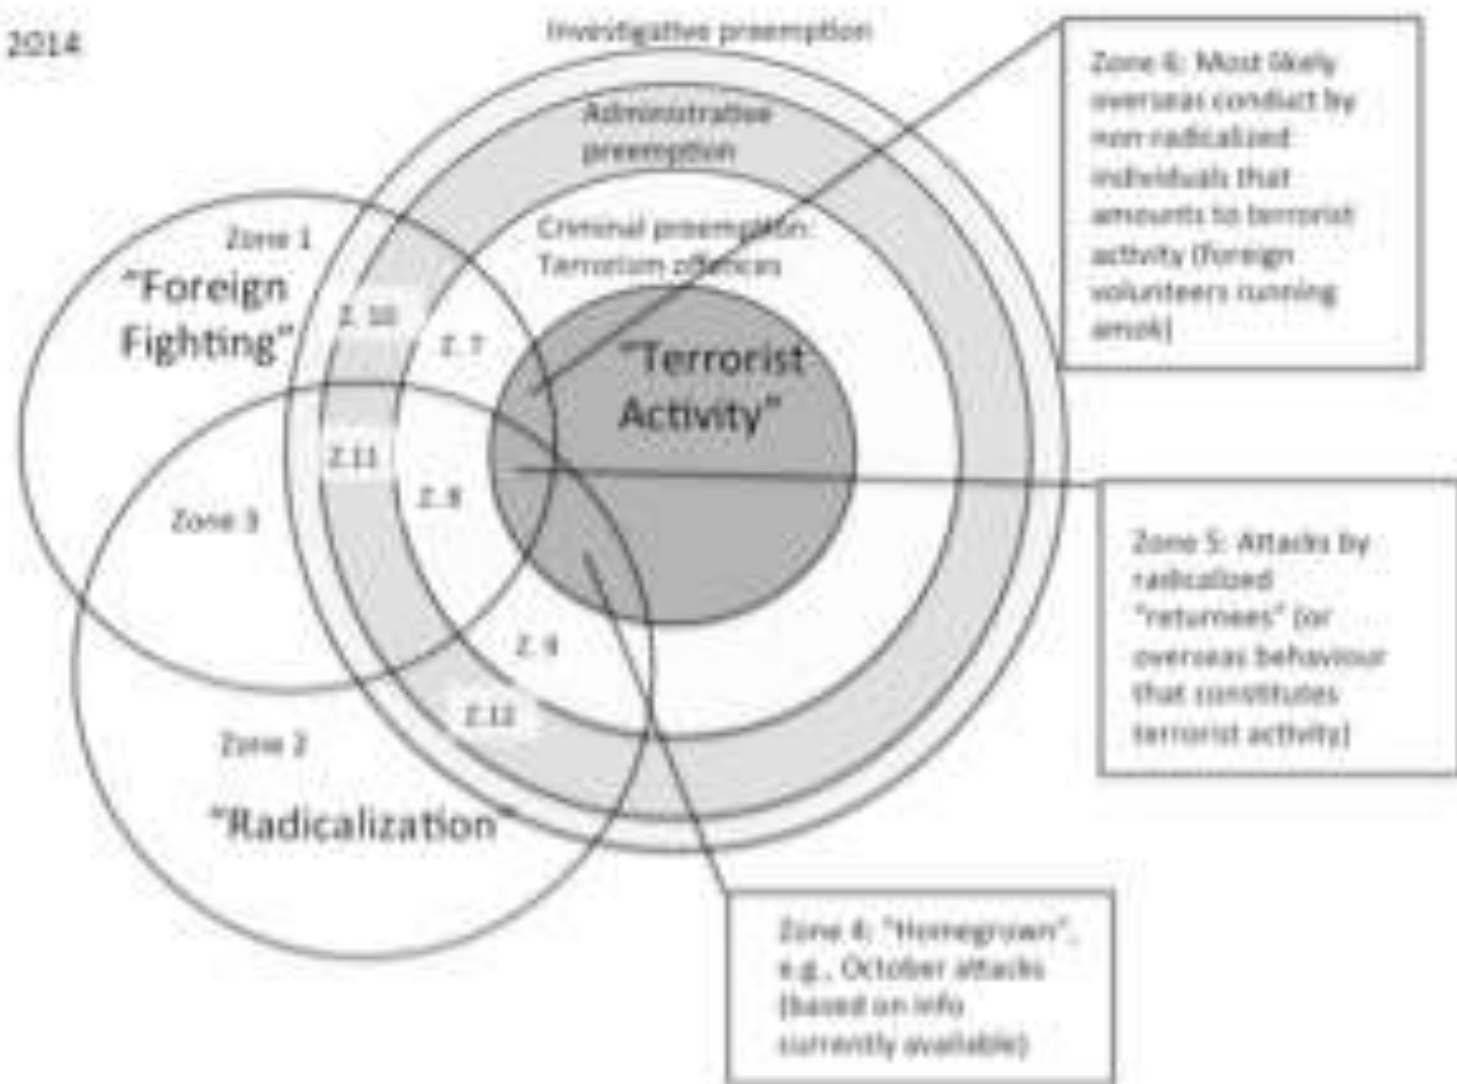 2014
Investigative preemption
Administrative
preemption
Criminal preemption:
Terrorism offences
Zone 1
"Foreign
Fighting"
Z. 10
Z. 7
"Terrorist
Activity"
Z.11
Z. 8
Zone 3
Z. 9
Z.12
Zone 2
"Radicalization"
Zone 6: Most likely
overseas conduct by
non-radicalized
individuals that
amounts to terrorist
activity (foreign
volunteers running
amok)
Zone 5: Attacks by
radicalized
"returnees" (or
overseas behaviour
that constitutes
terrorist activity)
Zone 4: "Homegrown",
e.g., October attacks
(based on info
currently available)